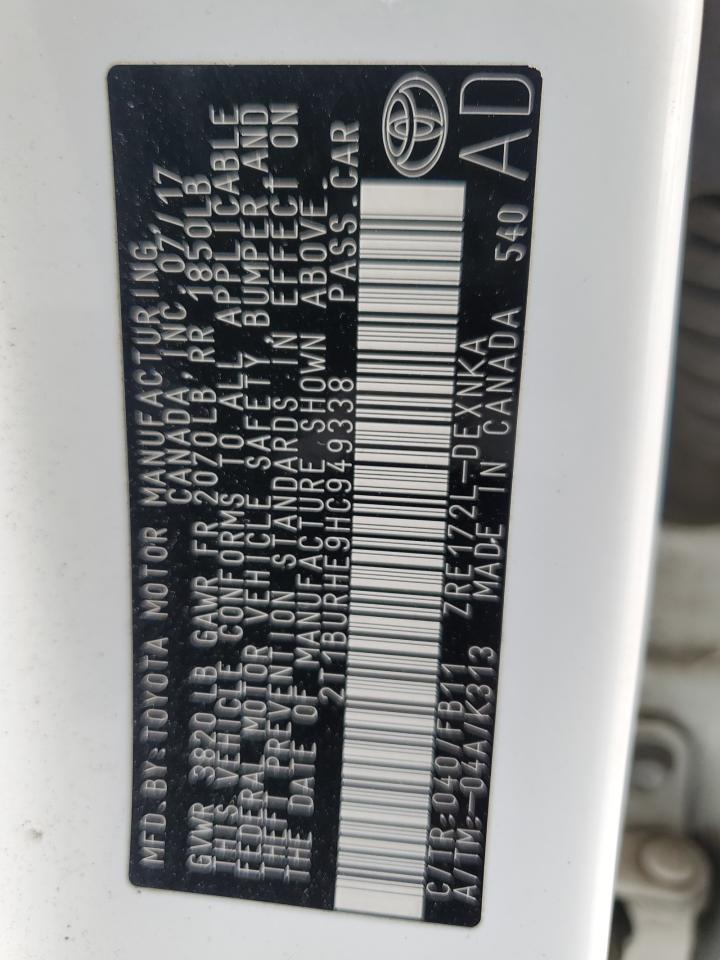 MFD.BY:TOYOTA MOTOR MANUFACTURING,
CANADA, INC 07/17
GVWR 3820LB GAWR FR 2070LB, RR 1850LB
THIS VEHICLE CONFORMS TO ALL APPLICABLE
FEDERAL MOTOR VEHICLE SAFETY, BUMPER AND
THEFT PREVENTION STANDARDS IN EFFECT ON
THE DATE OF MANUFACTURE SHOWN ABOVE.
2T1BURHE9HC949338 PASS.CAR
C/TR:040/FB11 ZRE172L-DEXNKA
A/TM:-04A/K313 MADE IN CANADA 540
AD